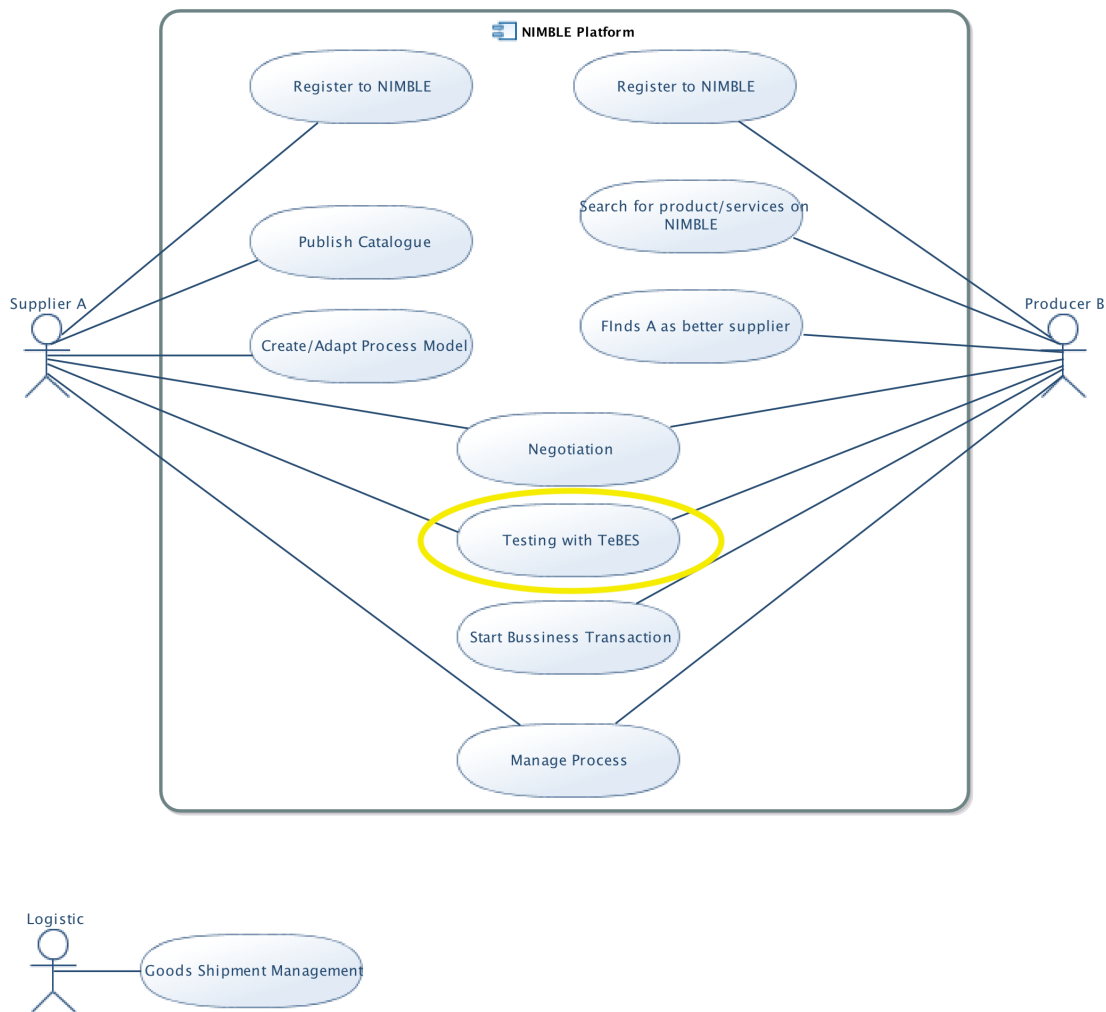 NIMBLE Platform
Register to NIMBLE
Register to NIMBLE
Search for product/services on
NIMBLE
Publish Catalogue
Supplier A
Producer B
FInds A as better supplier
Create/Adapt Process Model
Negotiation
Testing with TeBES
Start Bussiness Transaction
Manage Process
Logistic
Goods Shipment Management